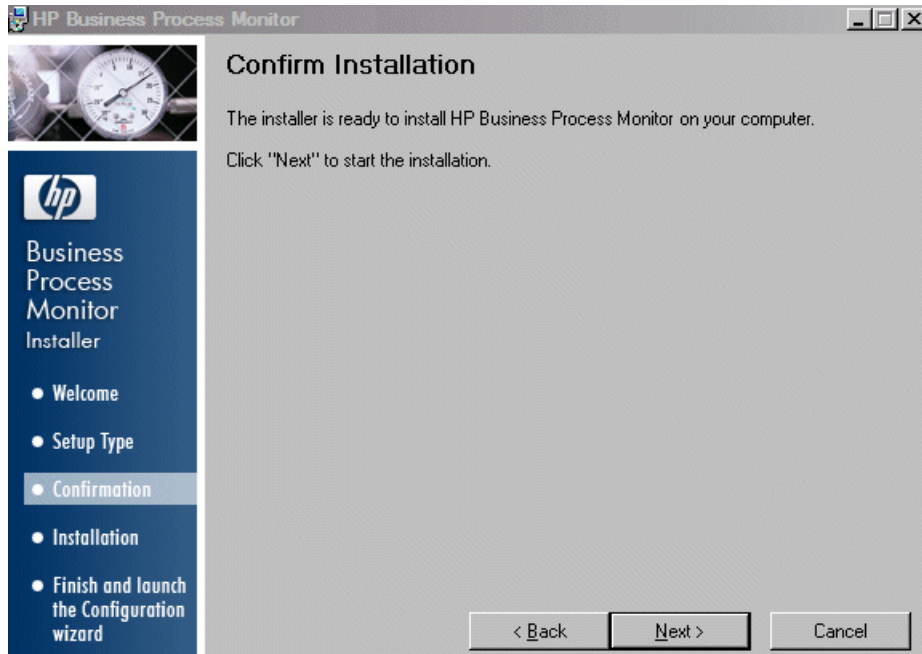 HP Business Process Monitor
Confirm Installation
The installer is ready to install HP Business Process Monitor on your computer.
Click "Next" to start the installation.
hp
Business
Process
Monitor
Installer
Welcome
Setup Type
Confirmation
Installation
Finish and launch
the Configuration
wizard
< Back
Next >
Cancel